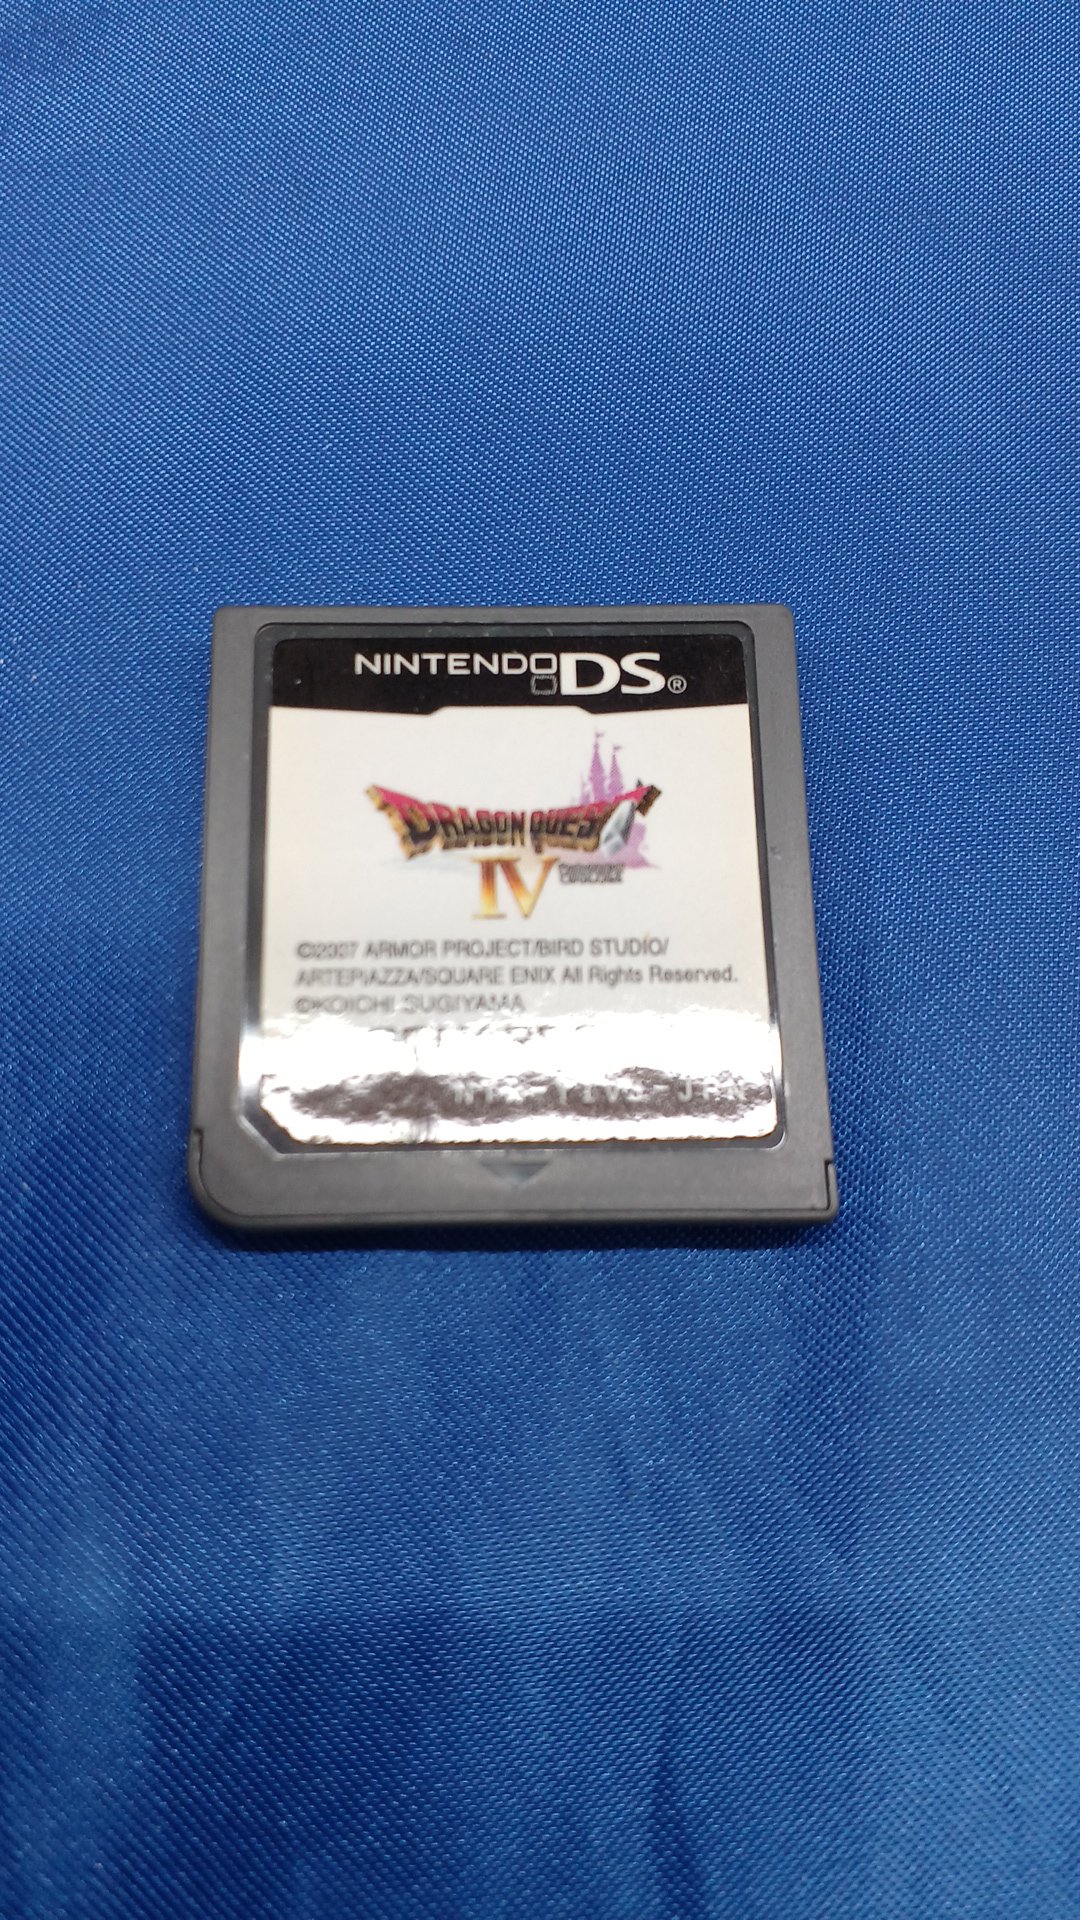 NINTENDO DS®
DRAGON QUEST
IV
©2007 ARMOR PROJECT/BIRD STUDIO/
ARTEPIAZZA/SQUARE ENIX All Rights Reserved.
©KOICHI SUGIYAMA